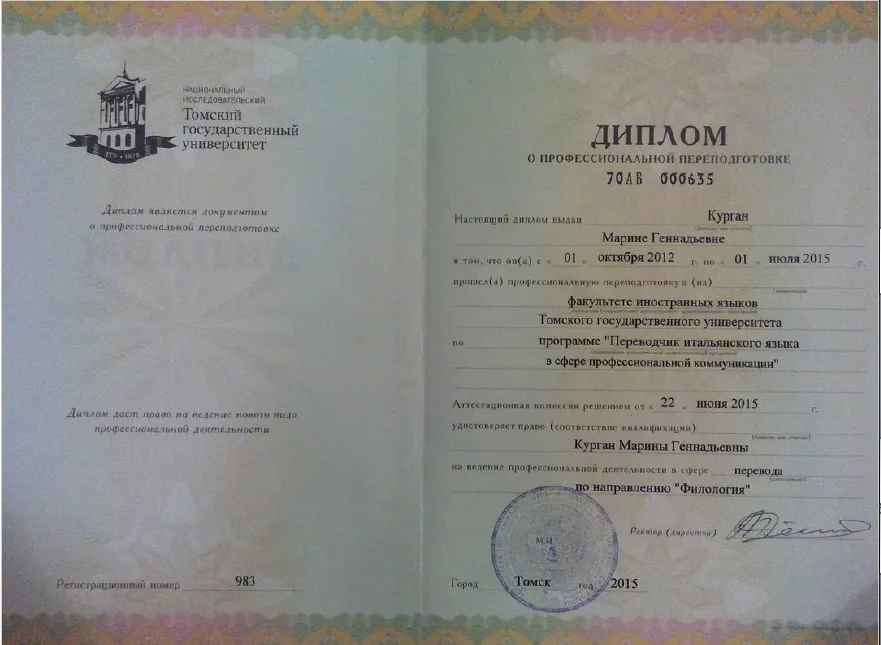 НАЦИОНАЛЬНЫЙ
ИССЛЕДОВАТЕЛЬСКИЙ
Томский
государственный
университет
ТГУ • 1878
Диплом является документом
о профессиональной переподготовке
Диплом дает право на ведение нового вида
профессиональной деятельности
Регистрационный номер 983
ДИПЛОМ
О ПРОФЕССИОНАЛЬНОЙ ПЕРЕПОДГОТОВКЕ
70АВ 000635
Настоящий диплом выдан Курган
Марине Геннадьевне
в том, что он(а) с « 01 » октября 2012 г. по « 01 » июля 2015 г.
прошел(а) профессиональную переподготовку в (на)
факультете иностранных языков
Томского государственного университета
по программе "Переводчик итальянского языка
в сфере профессиональной коммуникации"
Аттестационная комиссия решением от « 22 » июня 2015 г.
удостоверяет право (соответствие квалификации)
Курган Марины Геннадьевны
на ведение профессиональной деятельности в сфере перевода
по направлению "Филология"
М.П.
Ректор (директор)
Город Томск год 2015